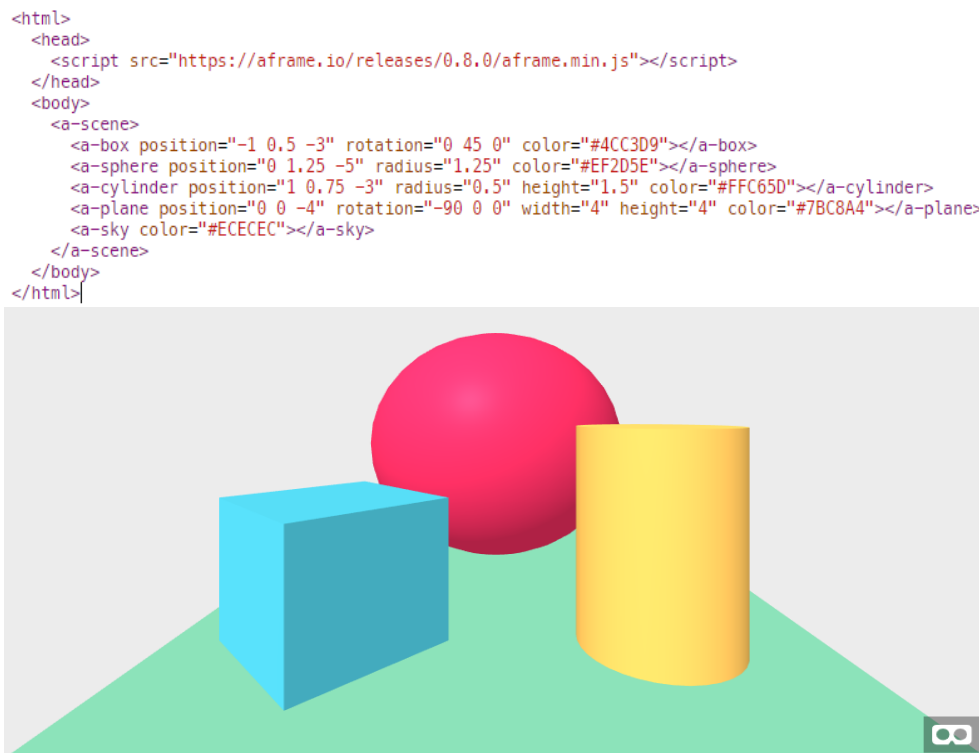 <html>
<head>
<script src="https://aframe.io/releases/0.8.0/aframe.min.js"></script>
</head>
<body>
<a-scene>
<a-box position="-1 0.5 -3" rotation="0 45 0" color="#4CC3D9"></a-box>
<a-sphere position="0 1.25 -5" radius="1.25" color="#EF2D5E"></a-sphere>
<a-cylinder position="1 0.75 -3" radius="0.5" height="1.5" color="#FFC65D"></a-cylinder>
<a-plane position="0 0 -4" rotation="-90 0 0" width="4" height="4" color="#7BC8A4"></a-plane>
<a-sky color="#ECECEC"></a-sky>
</a-scene>
</body>
</html>